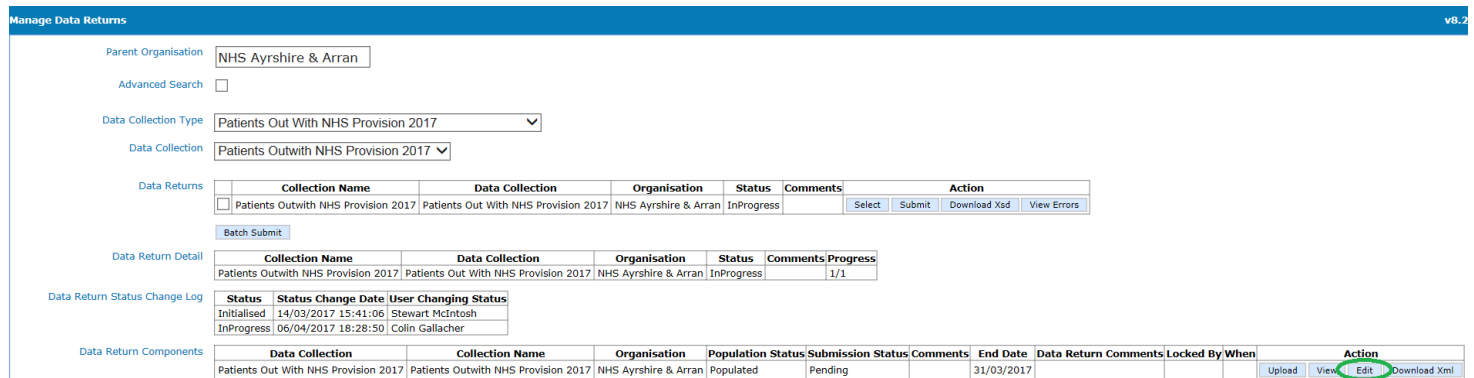 Manage Data Returns v8.2
Parent Organisation NHS Ayrshire & Arran
Advanced Search
Data Collection Type Patients Out With NHS Provision 2017
Data Collection Patients Outwith NHS Provision 2017
Data Returns Collection Name Data Collection Organisation Status Comments Action
Patients Outwith NHS Provision 2017 Patients Out With NHS Provision 2017 NHS Ayrshire & Arran InProgress Select Submit Download Xsd View Errors
Batch Submit
Data Return Detail Collection Name Data Collection Organisation Status Comments Progress
Patients Outwith NHS Provision 2017 Patients Out With NHS Provision 2017 NHS Ayrshire & Arran InProgress 1/1
Data Return Status Change Log Status Status Change Date User Changing Status
Initialised 14/03/2017 15:41:06 Stewart McIntosh
InProgress 06/04/2017 18:28:50 Colin Gallacher
Data Return Components Data Collection Collection Name Organisation Population Status Submission Status Comments End Date Data Return Comments Locked By When Action
Patients Out With NHS Provision 2017 Patients Outwith NHS Provision 2017 NHS Ayrshire & Arran Populated Pending 31/03/2017 Upload View Edit Download Xml